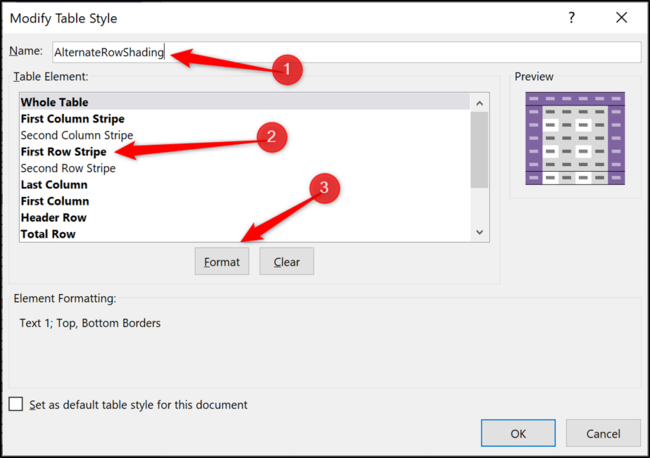 Modify Table Style
?
Name: AlternateRowShading
1
Table Element:
Preview
Whole Table
First Column Stripe
Second Column Stripe
2
First Row Stripe
Second Row Stripe
Last Column
3
First Column
Header Row
Total Row
Format
Clear
Element Formatting:
Text 1; Top, Bottom Borders
Set as default table style for this document
OK
Cancel